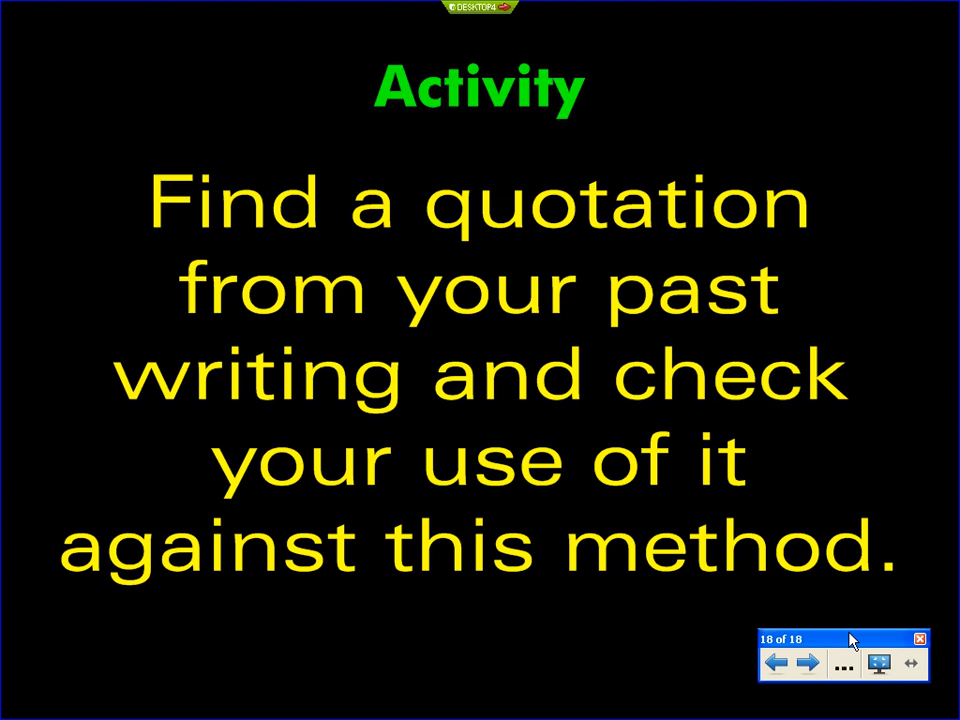 DESKTOP4
Activity
Find a quotation
from your past
writing and check
your use of it
against this method.
18 of 18
...